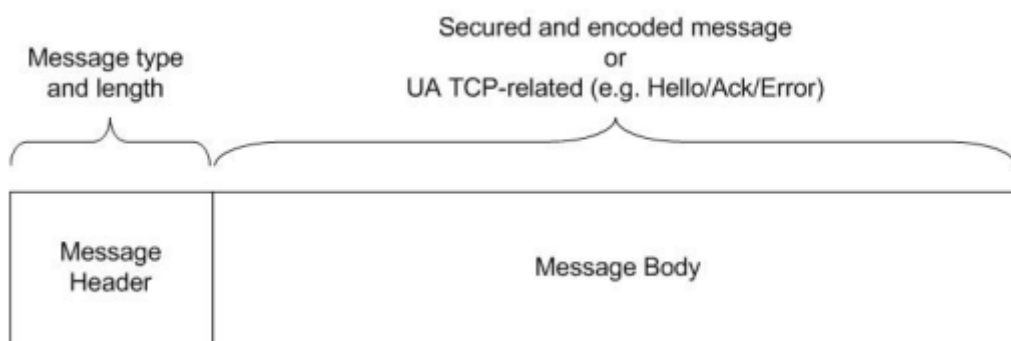 Message type
and length
Secured and encoded message
or
UA TCP-related (e.g. Hello/Ack/Error)
Message
Header
Message Body